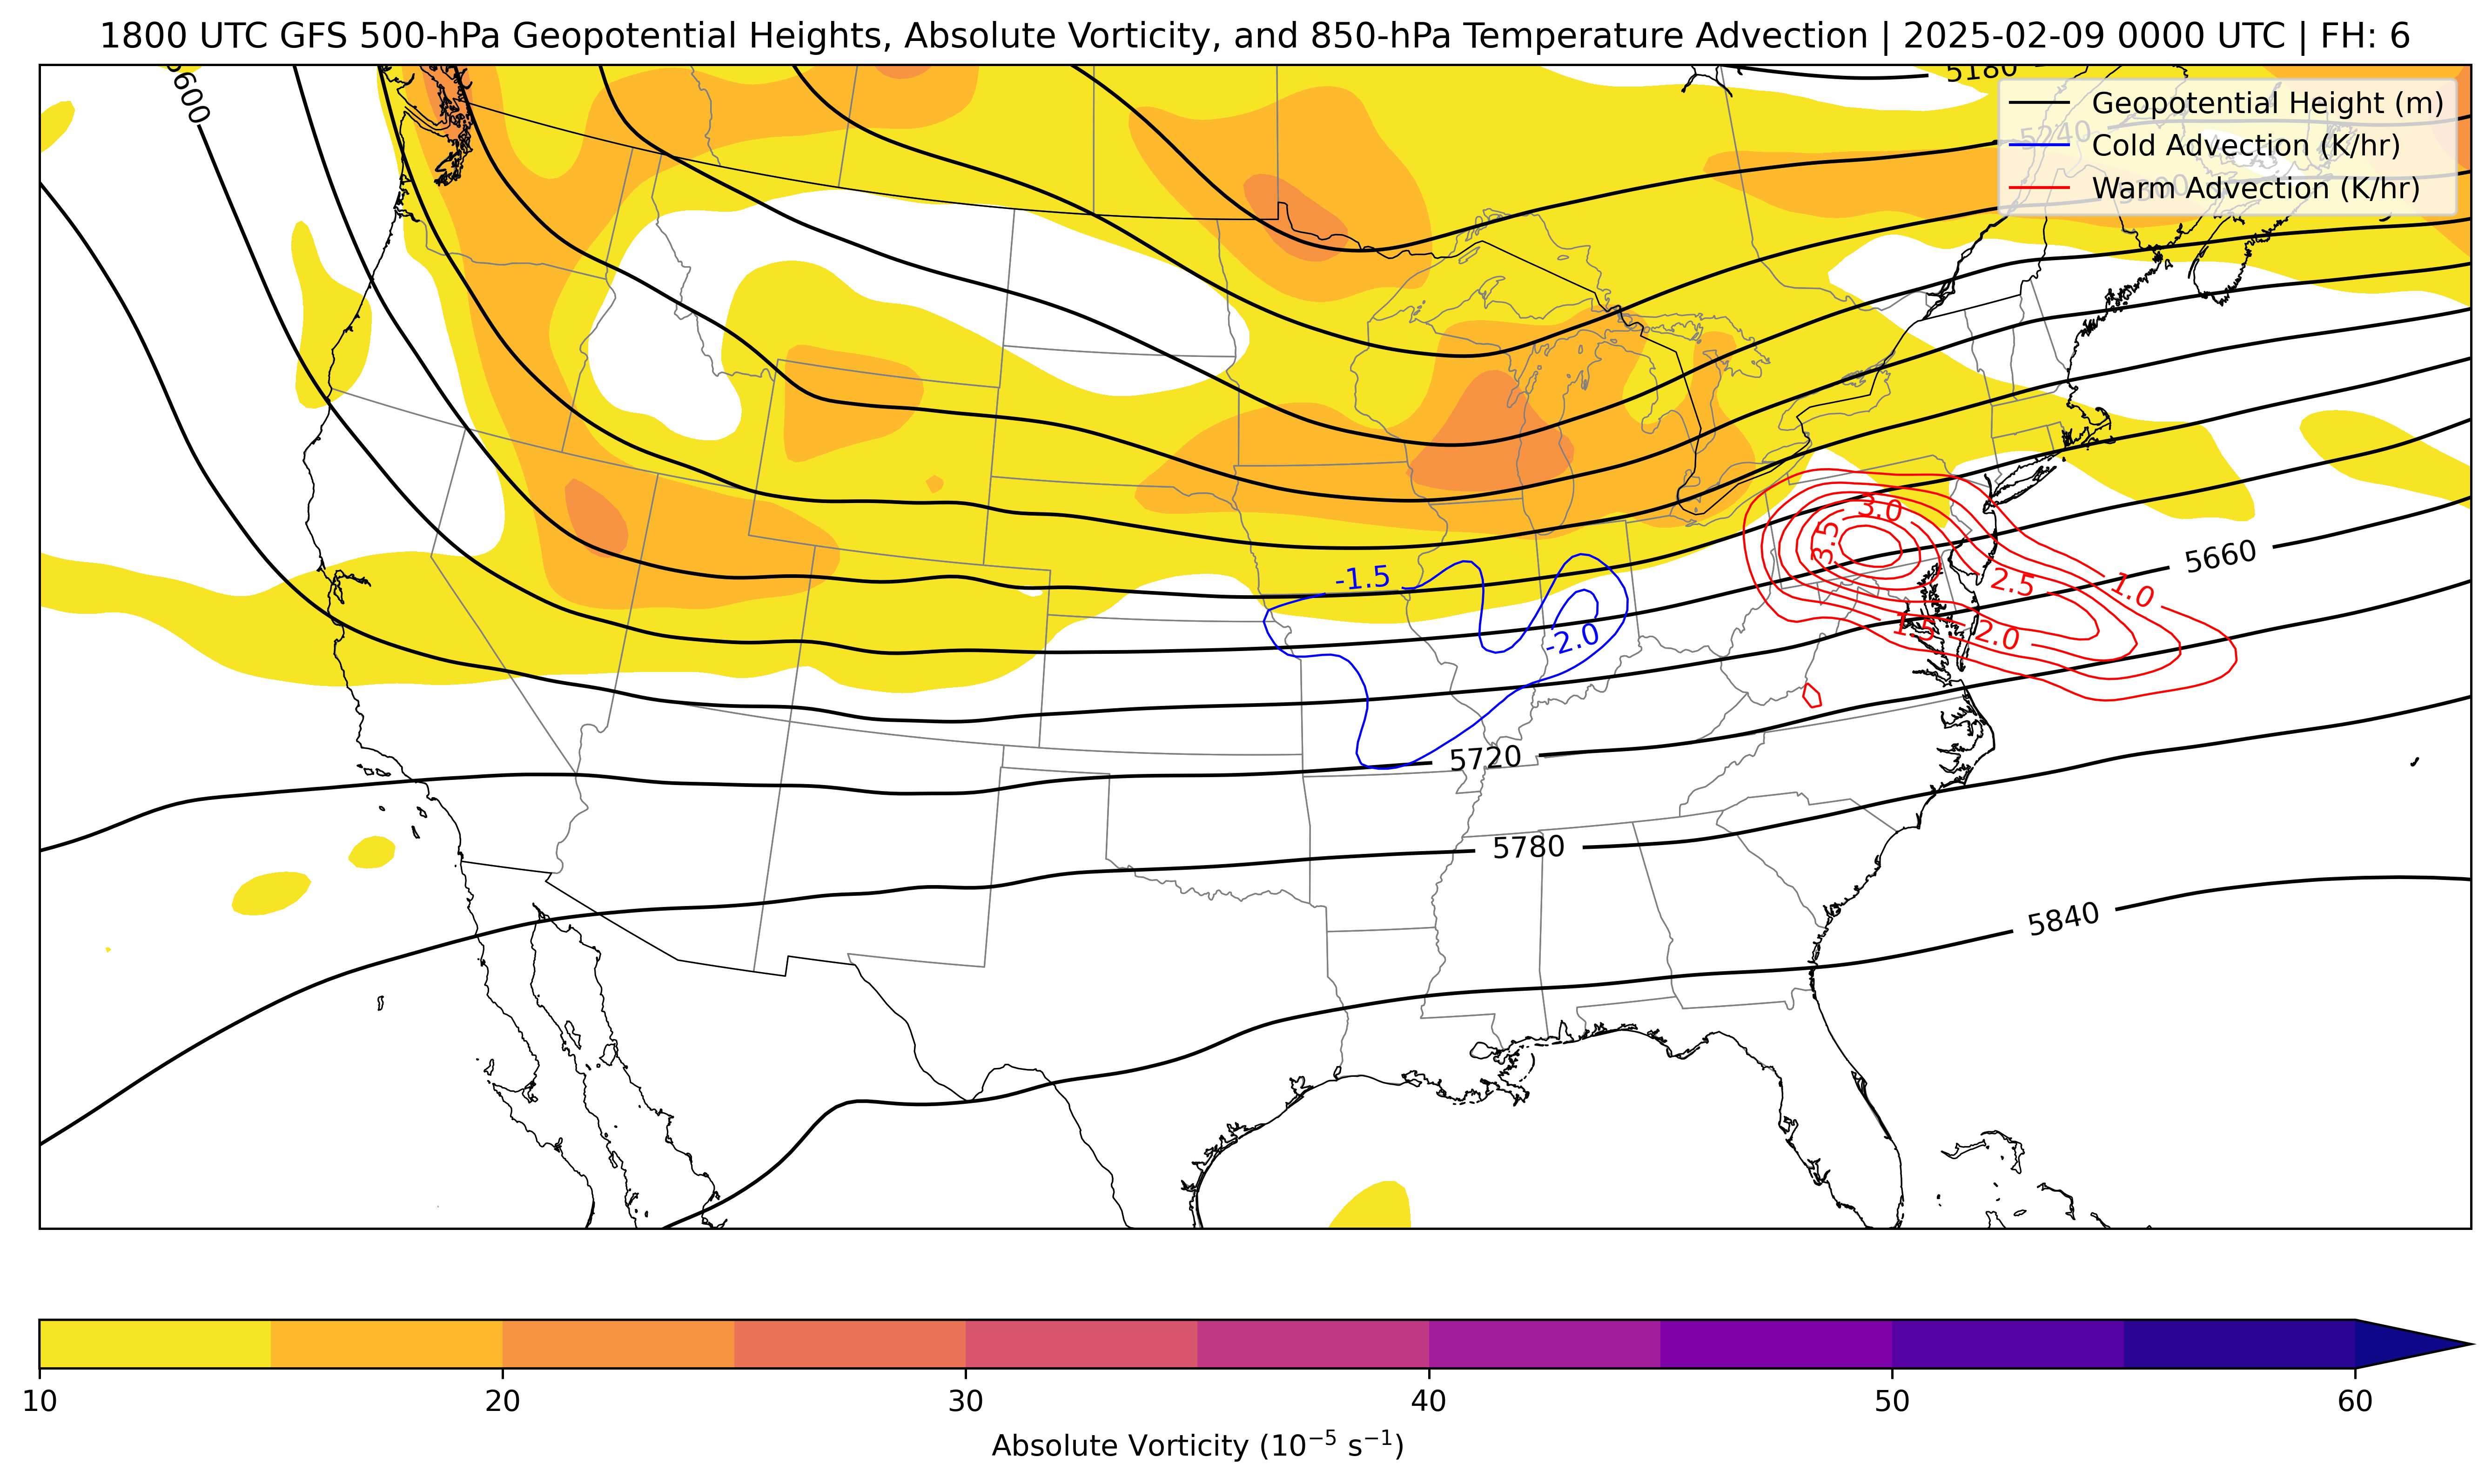 1800 UTC GFS 500-hPa Geopotential Heights, Absolute Vorticity, and 850-hPa Temperature Advection | 2025-02-09 0000 UTC | FH: 6
5600
5180
Geopotential Height (m)
5240
Cold Advection (K/hr)
5300
Warm Advection (K/hr)
3.0
3.5
5660
-1.5
2.5
1.0
1.5
2.0
-2.0
5720
5780
5840
10 20 30 40 50 60
Absolute Vorticity (10⁻⁵ s⁻¹)